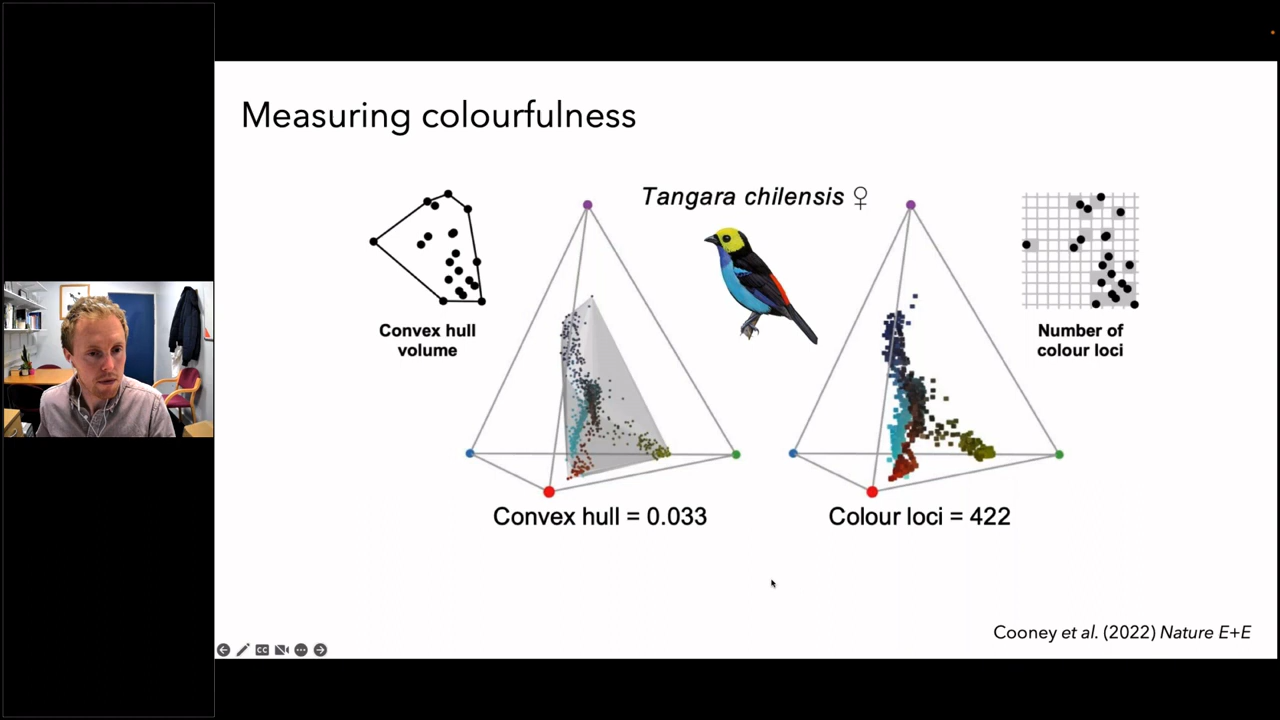 Measuring colourfulness
Tangara chilensis ♀
Convex hull
volume
Number of
colour loci
Convex hull = 0.033
Colour loci = 422
Cooney et al. (2022) Nature E+E
CC